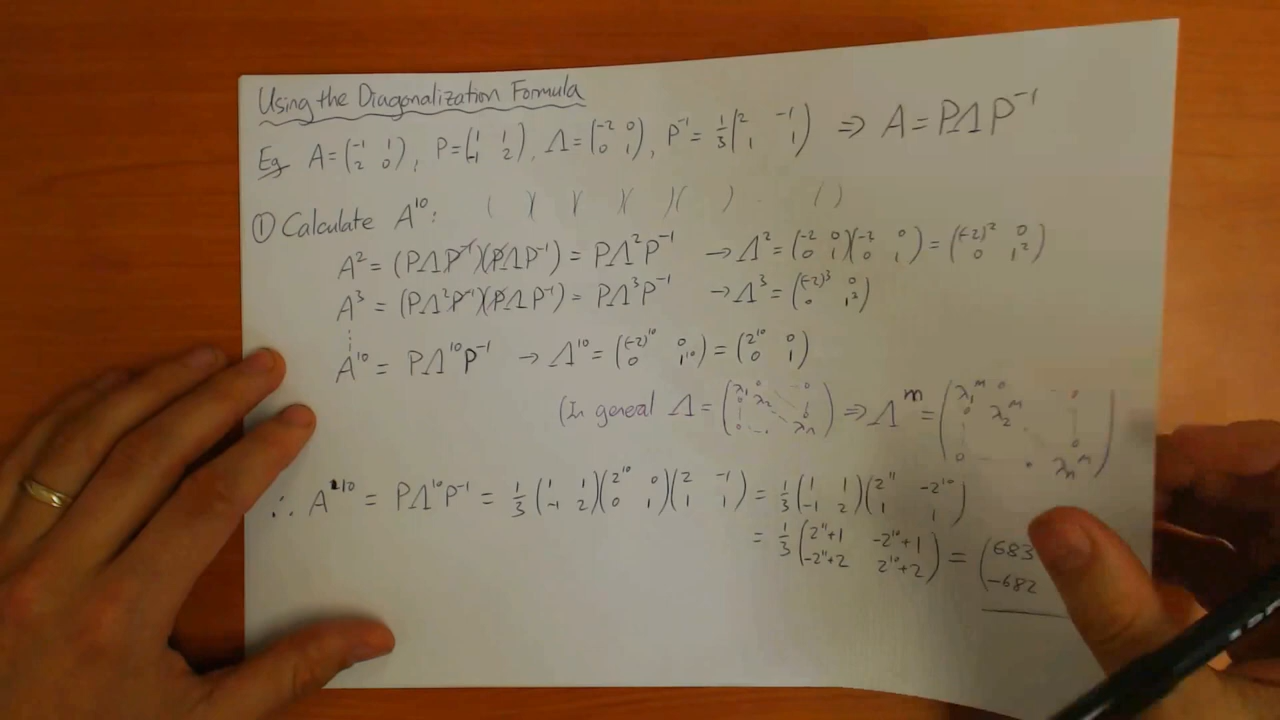 Using the Diagonalization Formula
Eg A = (-1 1; 2 0), P = (1 1; -1 2), Λ = (-2 0; 0 1), P⁻¹ = 1/3 (2 -1; 1 1) ⇒ A = PΛP⁻¹
① Calculate A¹⁰: ( )( )( )( ) · ( )
A² = (PΛP⁻¹)(PΛP⁻¹) = PΛ²P⁻¹ → Λ² = (-2 0; 0 1)(-2 0; 0 1) = ((-2)² 0; 0 1²)
A³ = (PΛ²P⁻¹)(PΛP⁻¹) = PΛ³P⁻¹ → Λ³ = ((-2)³ 0; 0 1³)
⋮
A¹⁰ = PΛ¹⁰P⁻¹ → Λ¹⁰ = ((-2)¹⁰ 0; 0 1¹⁰) = (2¹⁰ 0; 0 1)
(In general Λ = (λ₁ 0 ⋯ 0; 0 λ₂ ⋱ ⋮; 0 ⋯ λₙ) ⇒ Λᵐ = (λ₁ᵐ 0 ⋯ 0; 0 λ₂ᵐ ⋱ ⋮; 0 ⋯ λₙᵐ)
∴ A¹⁰ = PΛ¹⁰P⁻¹ = 1/3 (1 1; -1 2)(2¹⁰ 0; 0 1)(2 -1; 1 1) = 1/3 (1 1; -1 2)(2¹¹ -2¹⁰; 1 1)
= 1/3 (2¹¹+1 -2¹⁰+1; -2¹¹+2 2¹⁰+2) = (683; -682